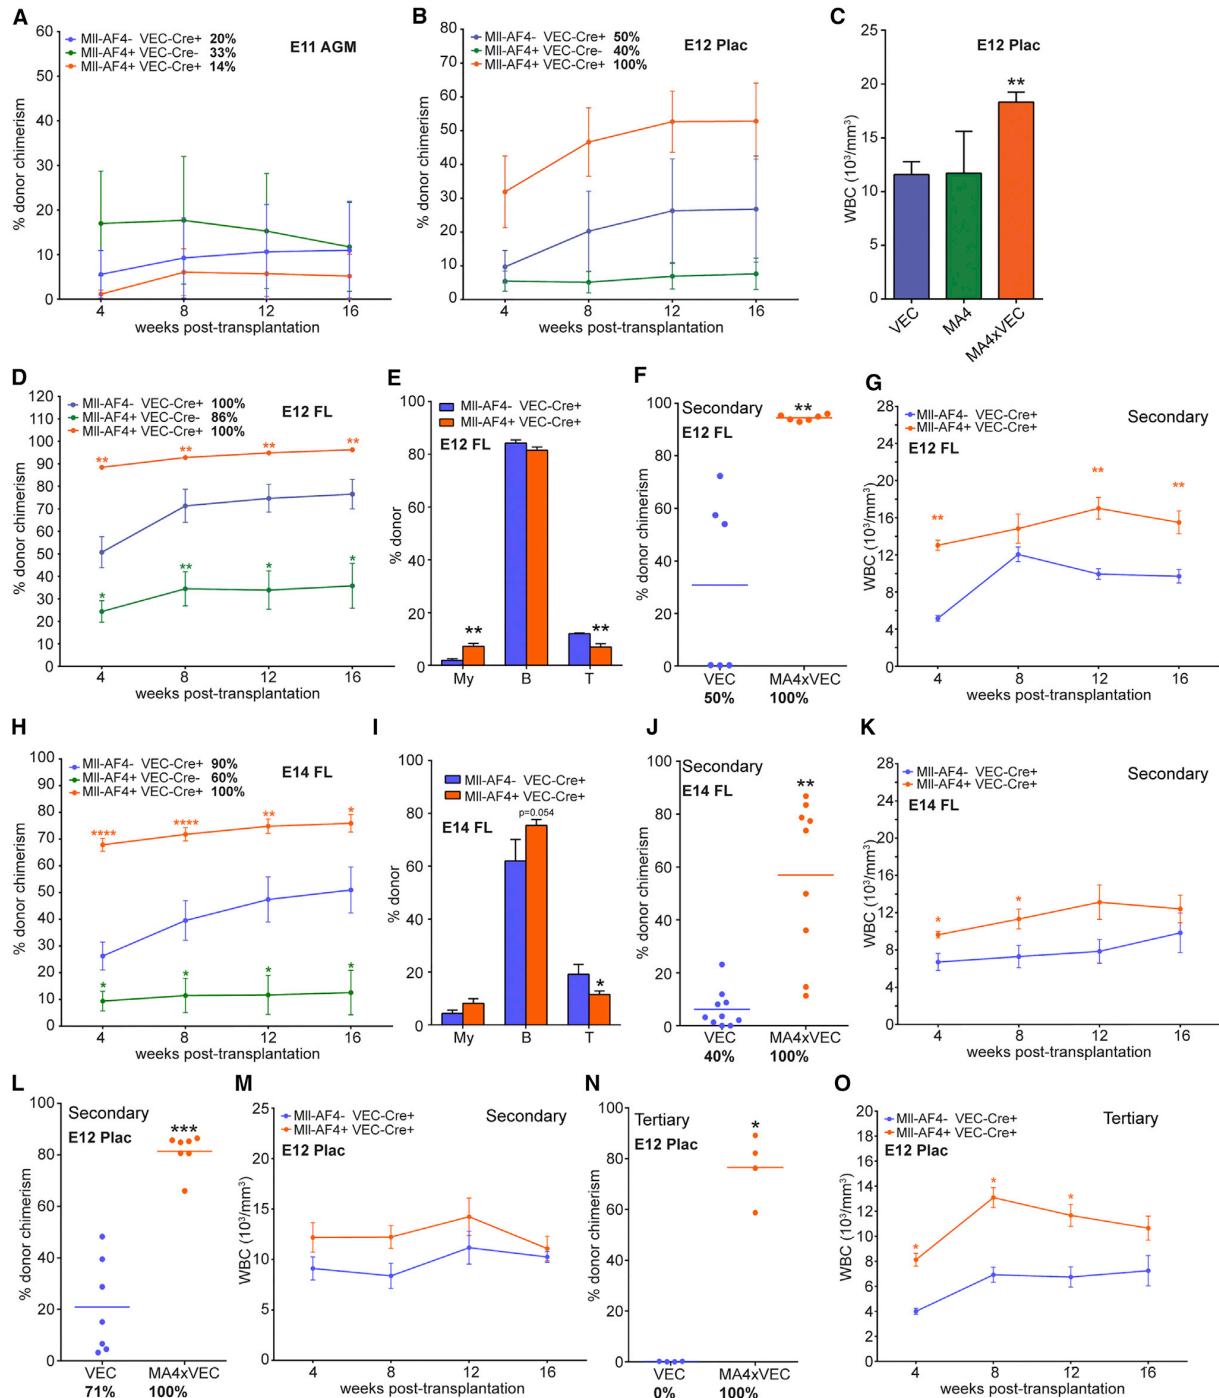 A
E11 AGM
Mll-AF4- VEC-Cre+ 20%
Mll-AF4+ VEC-Cre- 33%
Mll-AF4+ VEC-Cre+ 14%
% donor chimerism
60
50
40
30
20
10
0
4 8 12 16
weeks post-transplantation
B
E12 Plac
Mll-AF4- VEC-Cre+ 50%
Mll-AF4+ VEC-Cre- 40%
Mll-AF4+ VEC-Cre+ 100%
% donor chimerism
80
70
60
50
40
30
20
10
0
4 8 12 16
weeks post-transplantation
C
E12 Plac
WBC (10³/mm³)
25
20
15
10
5
0
**
VEC MA4 MA4xVEC
D
Mll-AF4- VEC-Cre+ 100%
Mll-AF4+ VEC-Cre- 86%
Mll-AF4+ VEC-Cre+ 100%
E12 FL
% donor chimerism
120
110
100
90
80
70
60
50
40
30
20
10
0
** ** ** **
* ** * *
4 8 12 16
weeks post-transplantation
E
Mll-AF4- VEC-Cre+
Mll-AF4+ VEC-Cre+
E12 FL
% donor
100
80
60
40
20
0
** **
My B T
F
Secondary
E12 FL
% donor chimerism
100
80
60
40
20
0
**
VEC MA4xVEC
50% 100%
G
Secondary
Mll-AF4- VEC-Cre+
Mll-AF4+ VEC-Cre+
E12 FL
WBC (10³/mm³)
28
24
20
16
12
8
4
0
** ** **
4 8 12 16
weeks post-transplantation
H
Mll-AF4- VEC-Cre+ 90%
Mll-AF4+ VEC-Cre- 60%
Mll-AF4+ VEC-Cre+ 100%
E14 FL
% donor chimerism
100
90
80
70
60
50
40
30
20
10
0
**** **** ** *
* * * *
4 8 12 16
weeks post-transplantation
I
Mll-AF4- VEC-Cre+
Mll-AF4+ VEC-Cre+
p=0.054
E14 FL
% donor
100
80
60
40
20
0
*
My B T
J
Secondary
E14 FL
% donor chimerism
100
80
60
40
20
0
**
VEC MA4xVEC
40% 100%
K
Mll-AF4- VEC-Cre+
Mll-AF4+ VEC-Cre+
Secondary
E14 FL
WBC (10³/mm³)
28
24
20
16
12
8
4
0
* *
4 8 12 16
weeks post-transplantation
L
Secondary
E12 Plac
% donor chimerism
100
80
60
40
20
0
***
VEC MA4xVEC
71% 100%
M
Mll-AF4- VEC-Cre+
Mll-AF4+ VEC-Cre+
Secondary
E12 Plac
WBC (10³/mm³)
25
20
15
10
5
0
4 8 12 16
weeks post-transplantation
N
Tertiary
E12 Plac
% donor chimerism
100
80
60
40
20
0
*
VEC MA4xVEC
0% 100%
O
Mll-AF4- VEC-Cre+
Mll-AF4+ VEC-Cre+
Tertiary
E12 Plac
WBC (10³/mm³)
20
18
16
14
12
10
8
6
4
2
0
* * *
4 8 12 16
weeks post-transplantation